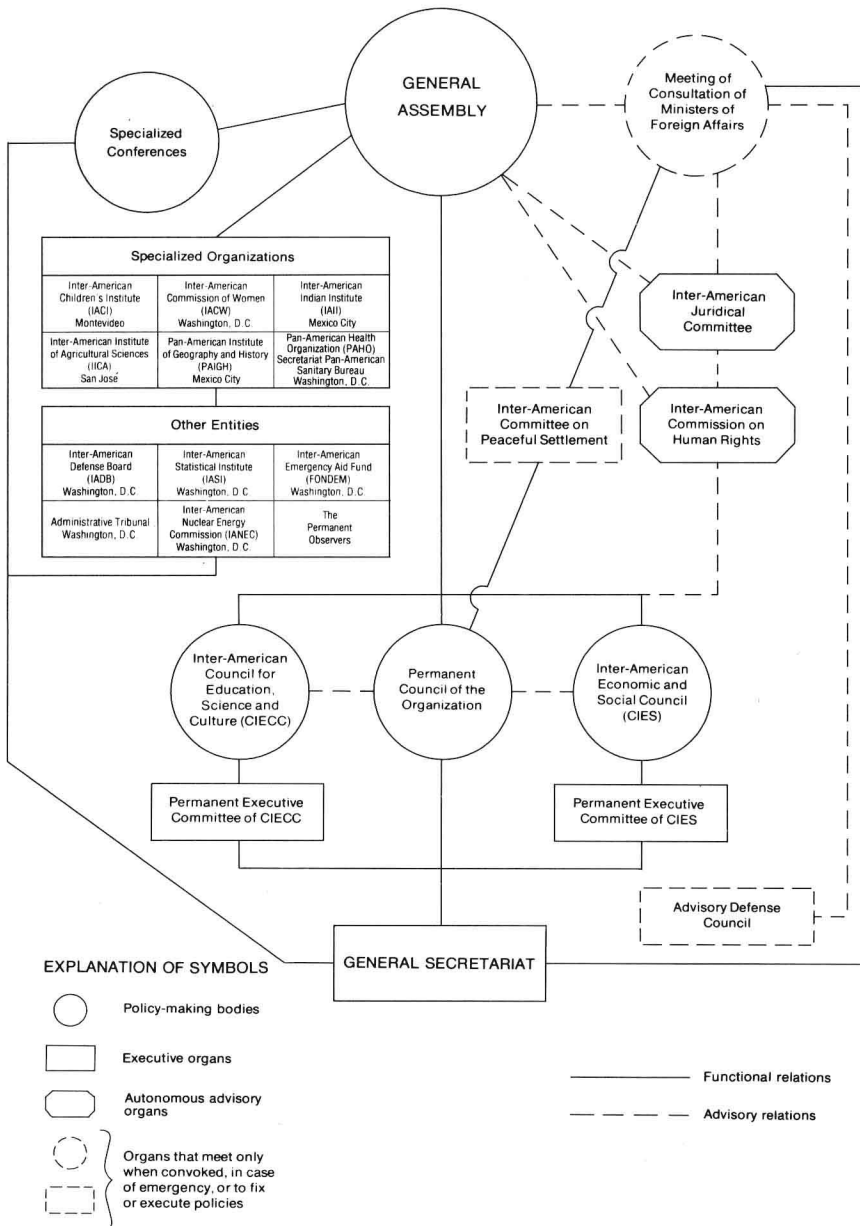 GENERAL
ASSEMBLY
Meeting of
Consultation of
Ministers of
Foreign Affairs
Specialized
Conferences
Specialized Organizations
Inter-American
Children's Institute
(IACI)
Montevideo
Inter-American
Commission of Women
(IACW)
Washington, D.C.
Inter-American
Indian Institute
(IAII)
Mexico City
Inter-American Institute
of Agricultural Sciences
(IICA)
San José
Pan-American Institute
of Geography and History
(PAIGH)
Mexico City
Pan-American Health
Organization (PAHO)
Secretariat Pan-American
Sanitary Bureau
Washington, D.C.
Other Entities
Inter-American
Defense Board
(IADB)
Washington, D.C.
Inter-American
Statistical Institute
(IASI)
Washington, D.C.
Inter-American
Emergency Aid Fund
(FONDEM)
Washington, D.C.
Administrative Tribunal
Washington, D.C.
Inter-American
Nuclear Energy
Commission (IANEC)
Washington, D.C.
The
Permanent
Observers
Inter-American
Juridical
Committee
Inter-American
Committee on
Peaceful Settlement
Inter-American
Commission on
Human Rights
Inter-American
Council for
Education,
Science and
Culture (CIECC)
Permanent
Council of the
Organization
Inter-American
Economic and
Social Council
(CIES)
Permanent Executive
Committee of CIECC
Permanent Executive
Committee of CIES
Advisory Defense
Council
GENERAL SECRETARIAT
EXPLANATION OF SYMBOLS
Policy-making bodies
Executive organs
Autonomous advisory
organs
Organs that meet only
when convoked, in case
of emergency, or to fix
or execute policies
Functional relations
Advisory relations